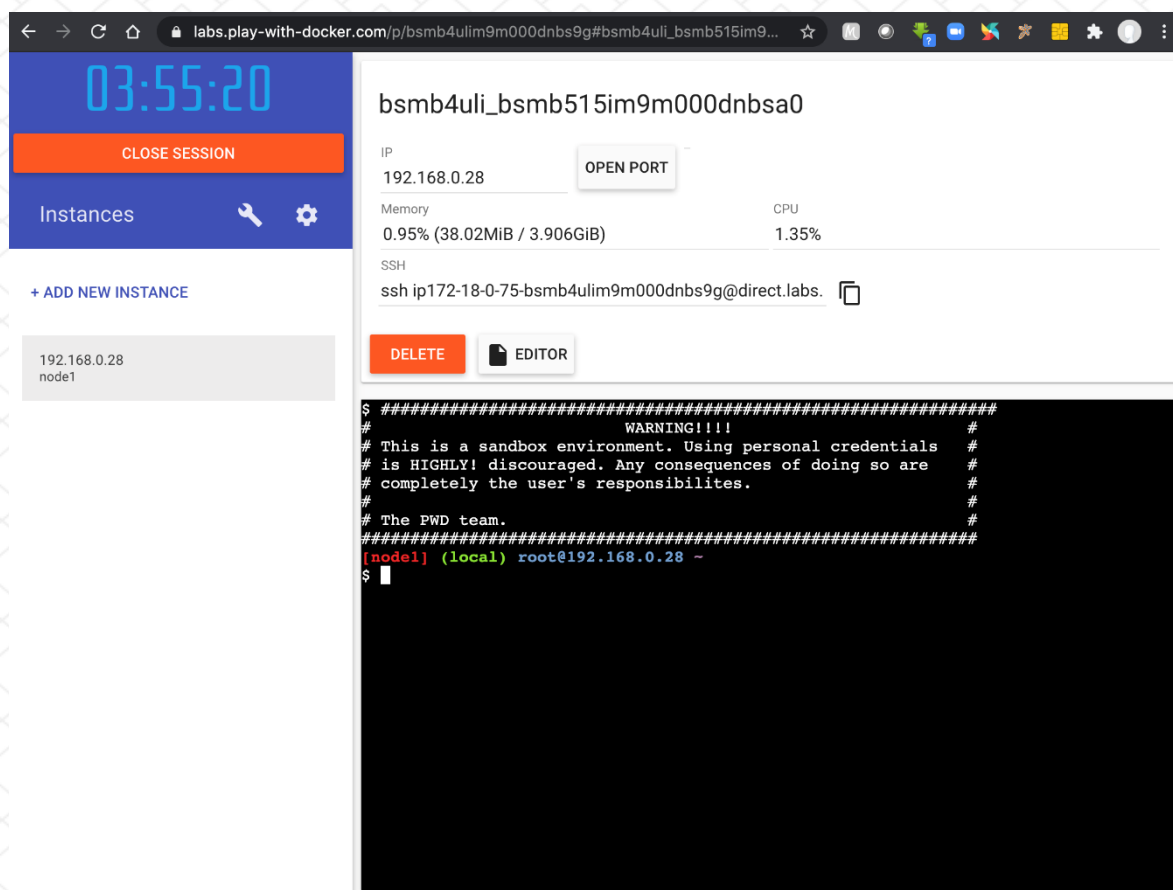 labs.play-with-docker.com/p/bsmb4ulim9m000dnbs9g#bsmb4uli_bsmb515im9...
03:55:20
CLOSE SESSION
Instances
+ ADD NEW INSTANCE
192.168.0.28
node1
bsmb4uli_bsmb515im9m000dnbsa0
IP
192.168.0.28
OPEN PORT
Memory
0.95% (38.02MiB / 3.906GiB)
CPU
1.35%
SSH
ssh ip172-18-0-75-bsmb4ulim9m000dnbs9g@direct.labs.
DELETE
EDITOR
$ ###############################################################
# WARNING!!!! #
# This is a sandbox environment. Using personal credentials #
# is HIGHLY! discouraged. Any consequences of doing so are #
# completely the user's responsibilites. #
# #
# The PWD team. #
###############################################################
[node1] (local) root@192.168.0.28 ~
$